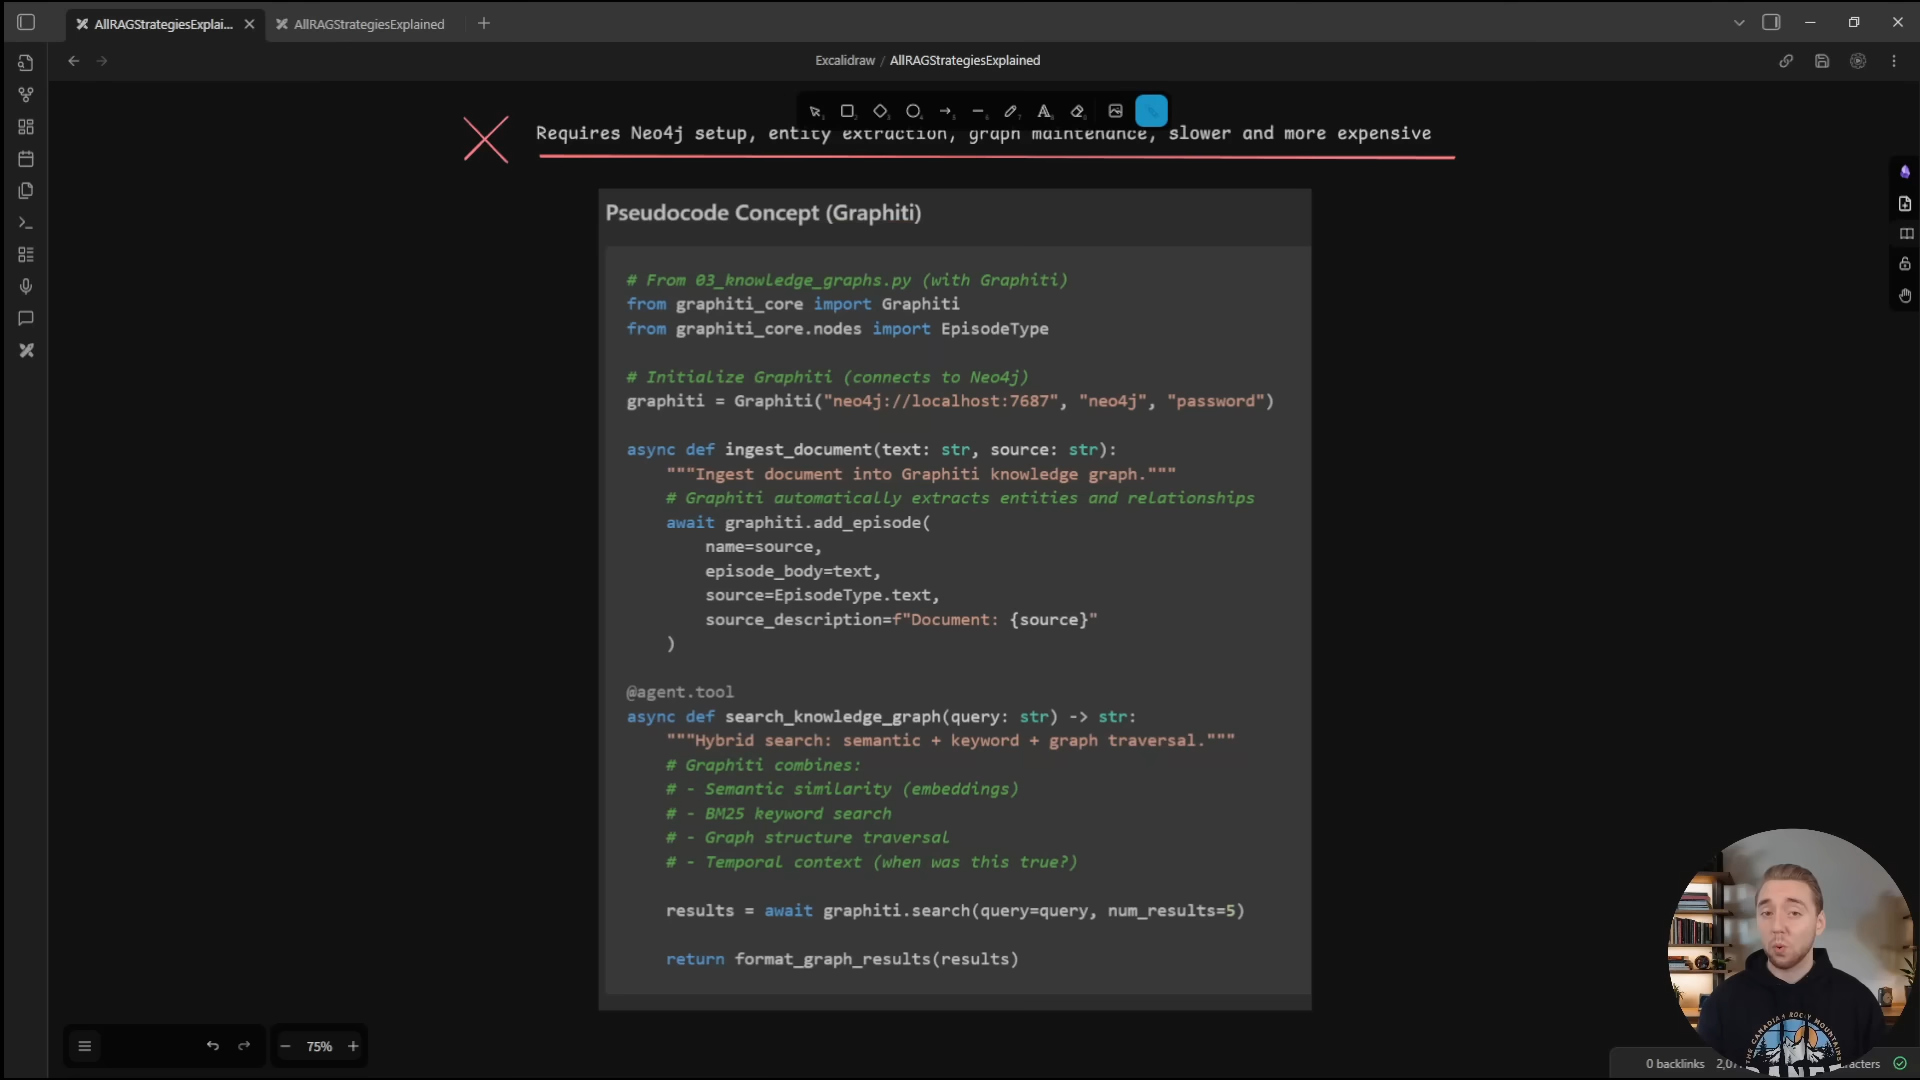 AllRAGStrategiesExplai...
AllRAGStrategiesExplained
Excalidraw / AllRAGStrategiesExplained
Requires Neo4j setup, entity extraction, graph maintenance, slower and more expensive
Pseudocode Concept (Graphiti)
# From 03_knowledge_graphs.py (with Graphiti)
from graphiti_core import Graphiti
from graphiti_core.nodes import EpisodeType
# Initialize Graphiti (connects to Neo4j)
graphiti = Graphiti("neo4j://localhost:7687", "neo4j", "password")
async def ingest_document(text: str, source: str):
"""Ingest document into Graphiti knowledge graph."""
# Graphiti automatically extracts entities and relationships
await graphiti.add_episode(
name=source,
episode_body=text,
source=EpisodeType.text,
source_description=f"Document: {source}"
)
@agent.tool
async def search_knowledge_graph(query: str) -> str:
"""Hybrid search: semantic + keyword + graph traversal."""
# Graphiti combines:
# - Semantic similarity (embeddings)
# - BM25 keyword search
# - Graph structure traversal
# - Temporal context (when was this true?)
results = await graphiti.search(query=query, num_results=5)
return format_graph_results(results)
75%
THE CANADIAN ROCKY MOUNTAINS
0 backlinks